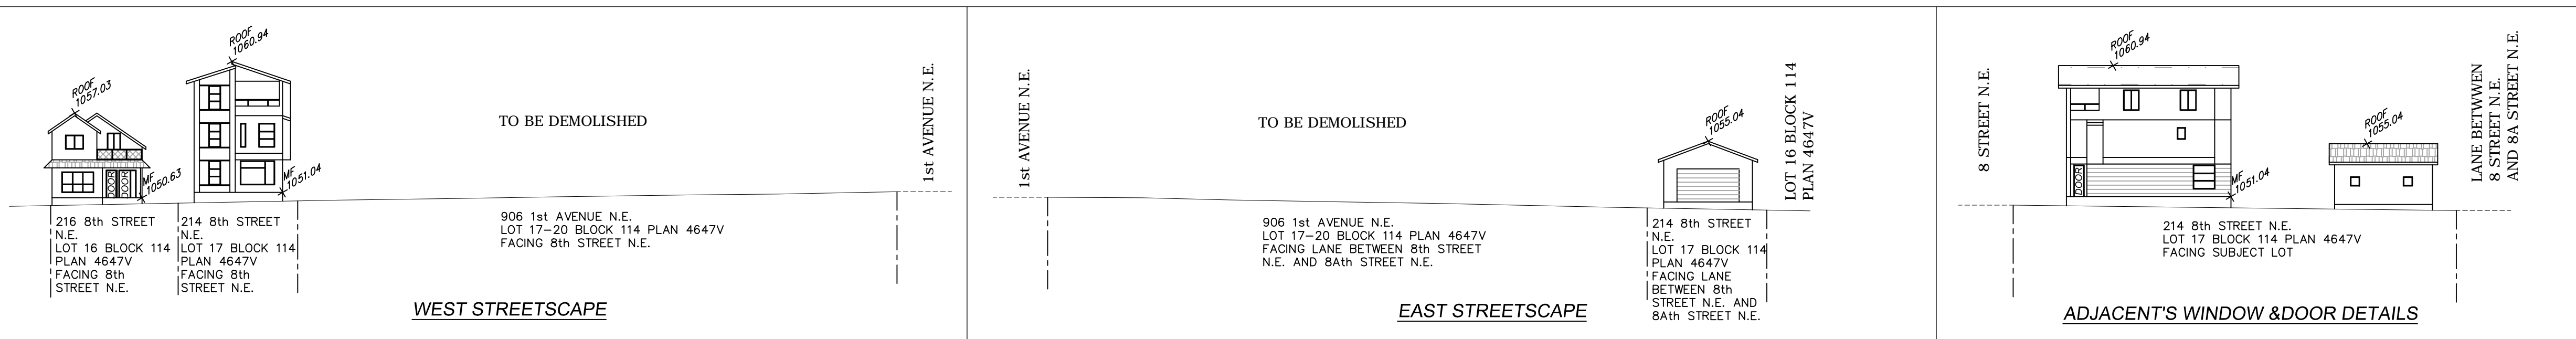 ROOF
1057.03
ROOF
1060.94
MF
1050.63
MF
1051.04
DOOR
DOOR
TO BE DEMOLISHED
1st AVENUE N.E.
216 8th STREET
N.E.
LOT 16 BLOCK 114
PLAN 4647V
FACING 8th
STREET N.E.
214 8th STREET
N.E.
LOT 17 BLOCK 114
PLAN 4647V
FACING 8th
STREET N.E.
906 1st AVENUE N.E.
LOT 17-20 BLOCK 114 PLAN 4647V
FACING 8th STREET N.E.
WEST STREETSCAPE
1st AVENUE N.E.
TO BE DEMOLISHED
ROOF
1055.04
LOT 16 BLOCK 114
PLAN 4647V
906 1st AVENUE N.E.
LOT 17-20 BLOCK 114 PLAN 4647V
FACING LANE BETWEEN 8th STREET
N.E. AND 8Ath STREET N.E.
214 8th STREET
N.E.
LOT 17 BLOCK 114
PLAN 4647V
FACING LANE
BETWEEN 8th
STREET N.E. AND
8Ath STREET N.E.
EAST STREETSCAPE
8 STREET N.E.
ROOF
1060.94
DOOR
MF
1051.04
ROOF
1055.04
LANE BETWWEN
8 STREET N.E.
AND 8A STREET N.E.
214 8th STREET N.E.
LOT 17 BLOCK 114 PLAN 4647V
FACING SUBJECT LOT
ADJACENT'S WINDOW &DOOR DETAILS